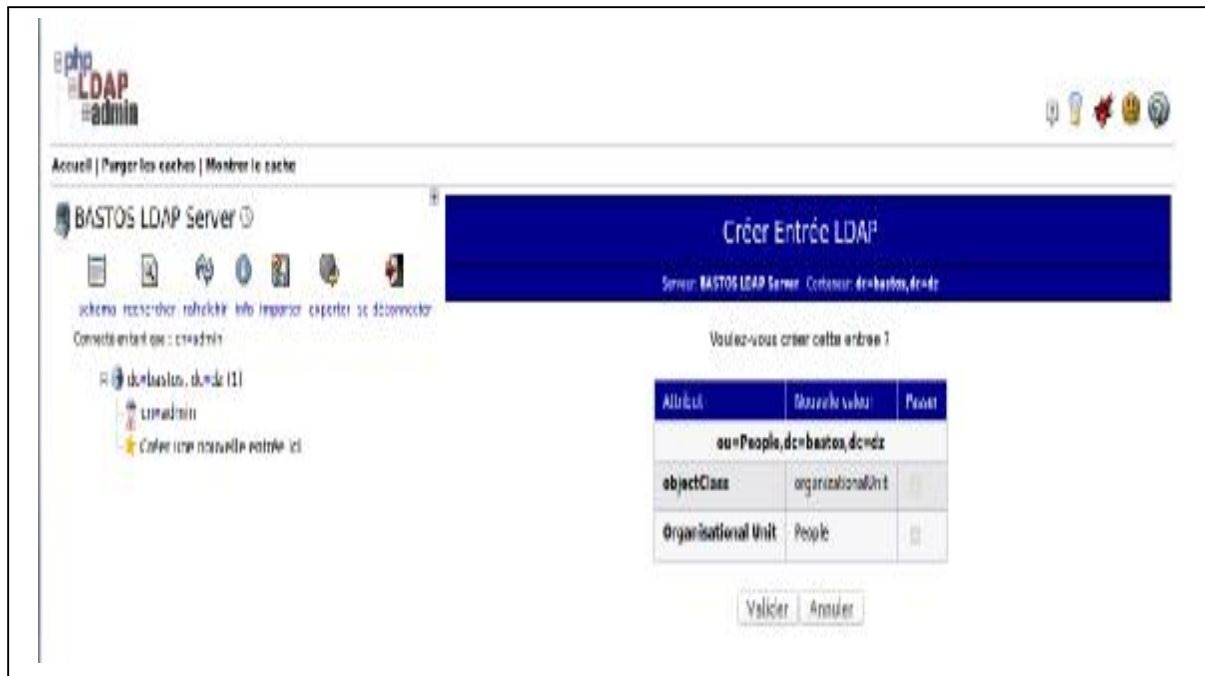 php
LDAP
admin
Accueil | Purger les caches | Montrer le cache
BASTOS LDAP Server
schema rechercher rafraîchir info importer exporter se déconnecter
Connecté en tant que : cn=admin
dc=bastos, dc=dz (1)
cn=admin
Créer une nouvelle entrée ici
Créer Entrée LDAP
Serveur: BASTOS LDAP Server Conteneur: dc=bastos,dc=dz
Voulez-vous créer cette entree ?
Attribut Nouvelle valeur Passer
ou=People,dc=bastos,dc=dz
objectClass organizationalUnit
Organisational Unit People
Valider Annuler